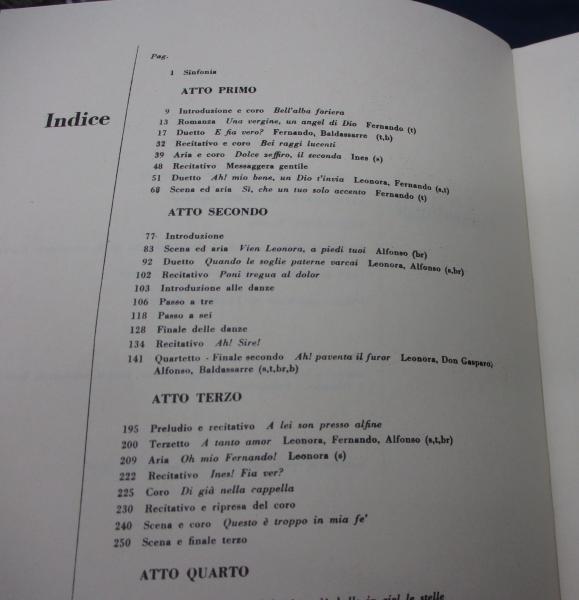 Pag.
Indice
1 Sinfonia
ATTO PRIMO
9 Introduzione e coro Bell'alba foriera
13 Romanza Una vergine, un angel di Dio Fernando (t)
17 Duetto E fia vero? Fernando, Baldassarre (t,b)
32 Recitativo e coro Bei raggi lucenti
39 Aria e coro Dolce zeffiro, il seconda Ines (s)
48 Recitativo Messaggera gentile
51 Duetto Ah! mio bene, un Dio t'invia Leonora, Fernando (s,t)
68 Scena ed aria Sì, che un tuo solo accento Fernando (t)
ATTO SECONDO
77 Introduzione
83 Scena ed aria Vien Leonora, a piedi tuoi Alfonso (br)
92 Duetto Quando le soglie paterne varcai Leonora, Alfonso (s,br)
102 Recitativo Poni tregua al dolor
103 Introduzione alle danze
106 Passo a tre
118 Passo a sei
128 Finale delle danze
134 Recitativo Ah! Sire!
141 Quartetto - Finale secondo Ah! paventa il furor Leonora, Don Gasparo,
Alfonso, Baldassarre (s,t,br,b)
ATTO TERZO
195 Preludio e recitativo A lei son presso alfine
200 Terzetto A tanto amor Leonora, Fernando, Alfonso (s,t,br)
209 Aria Oh mio Fernando! Leonora (s)
222 Recitativo Ines! Fia ver?
225 Coro Di già nella cappella
230 Recitativo e ripresa del coro
240 Scena e coro Questo è troppo in mia fe'
250 Scena e finale terzo
ATTO QUARTO
in ciel le stelle